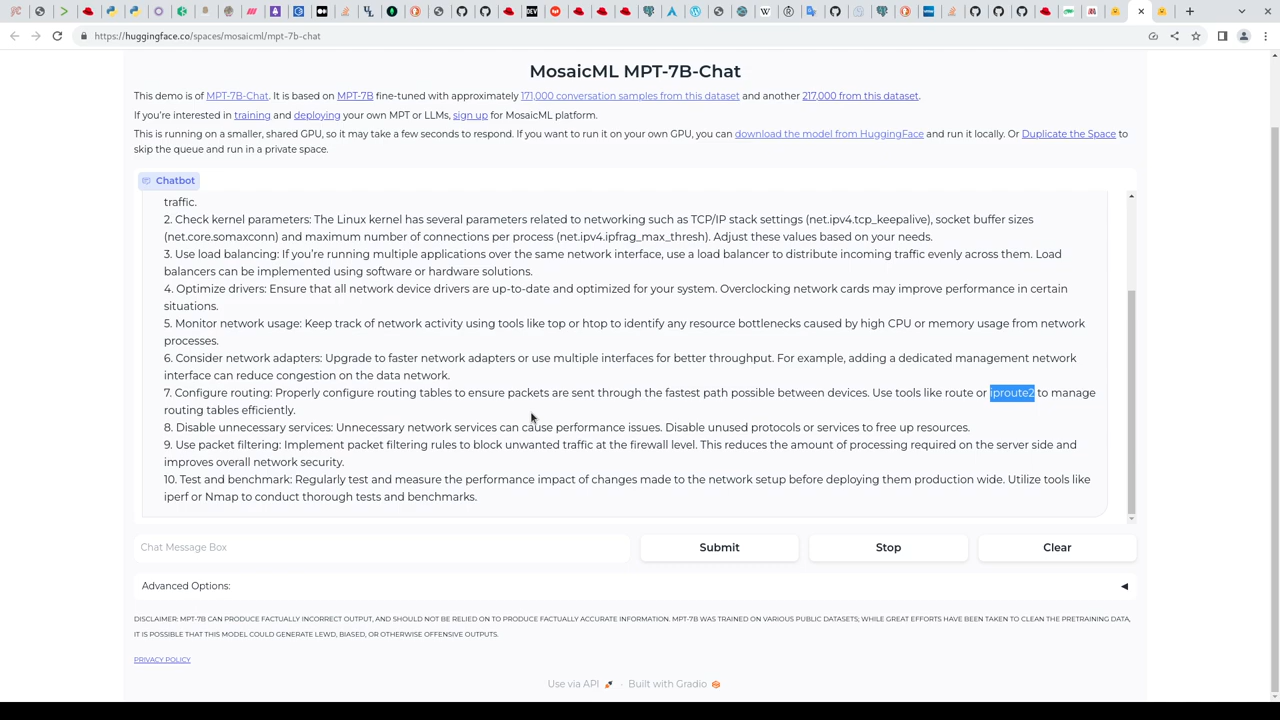 https://huggingface.co/spaces/mosaicml/mpt-7b-chat
MosaicML MPT-7B-Chat
This demo is of MPT-7B-Chat. It is based on MPT-7B fine-tuned with approximately 171,000 conversation samples from this dataset and another 217,000 from this dataset.
If you're interested in training and deploying your own MPT or LLMs, sign up for MosaicML platform.
This is running on a smaller, shared GPU, so it may take a few seconds to respond. If you want to run it on your own GPU, you can download the model from HuggingFace and run it locally. Or Duplicate the Space to
skip the queue and run in a private space.
Chatbot
traffic.
2. Check kernel parameters: The Linux kernel has several parameters related to networking such as TCP/IP stack settings (net.ipv4.tcp_keepalive), socket buffer sizes
(net.core.somaxconn) and maximum number of connections per process (net.ipv4.ipfrag_max_thresh). Adjust these values based on your needs.
3. Use load balancing: If you're running multiple applications over the same network interface, use a load balancer to distribute incoming traffic evenly across them. Load
balancers can be implemented using software or hardware solutions.
4. Optimize drivers: Ensure that all network device drivers are up-to-date and optimized for your system. Overclocking network cards may improve performance in certain
situations.
5. Monitor network usage: Keep track of network activity using tools like top or htop to identify any resource bottlenecks caused by high CPU or memory usage from network
processes.
6. Consider network adapters: Upgrade to faster network adapters or use multiple interfaces for better throughput. For example, adding a dedicated management network
interface can reduce congestion on the data network.
7. Configure routing: Properly configure routing tables to ensure packets are sent through the fastest path possible between devices. Use tools like route or iproute2 to manage
routing tables efficiently.
8. Disable unnecessary services: Unnecessary network services can cause performance issues. Disable unused protocols or services to free up resources.
9. Use packet filtering: Implement packet filtering rules to block unwanted traffic at the firewall level. This reduces the amount of processing required on the server side and
improves overall network security.
10. Test and benchmark: Regularly test and measure the performance impact of changes made to the network setup before deploying them production wide. Utilize tools like
iperf or Nmap to conduct thorough tests and benchmarks.
Chat Message Box
Submit
Stop
Clear
Advanced Options:
DISCLAIMER: MPT-7B CAN PRODUCE FACTUALLY INCORRECT OUTPUT, AND SHOULD NOT BE RELIED ON TO PRODUCE FACTUALLY ACCURATE INFORMATION. MPT-7B WAS TRAINED ON VARIOUS PUBLIC DATASETS; WHILE GREAT EFFORTS HAVE BEEN TAKEN TO CLEAN THE PRETRAINING DATA,
IT IS POSSIBLE THAT THIS MODEL COULD GENERATE LEWD, BIASED, OR OTHERWISE OFFENSIVE OUTPUTS.
PRIVACY POLICY
Use via API · Built with Gradio